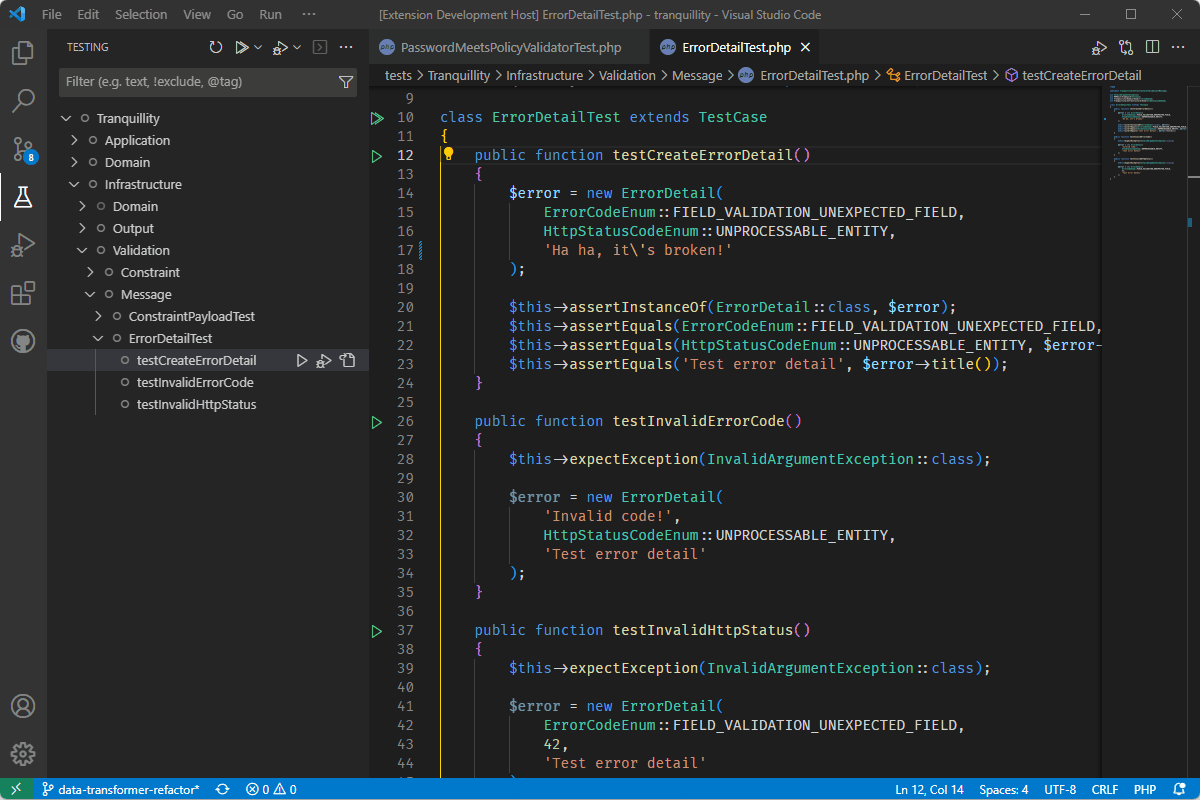 File Edit Selection View Go Run ··· [Extension Development Host] ErrorDetailTest.php - tranquillity - Visual Studio Code
TESTING
Filter (e.g. text, !exclude, @tag)
Tranquillity
Application
Domain
Infrastructure
Domain
Output
Validation
Constraint
Message
ConstraintPayloadTest
ErrorDetailTest
testCreateErrorDetail
testInvalidErrorCode
testInvalidHttpStatus
8
php PasswordMeetsPolicyValidatorTest.php php ErrorDetailTest.php
tests > Tranquillity > Infrastructure > Validation > Message > php ErrorDetailTest.php > ErrorDetailTest > testCreateErrorDetail
9
10 class ErrorDetailTest extends TestCase
11 {
12 public function testCreateErrorDetail()
13 {
14 $error = new ErrorDetail(
15 ErrorCodeEnum::FIELD_VALIDATION_UNEXPECTED_FIELD,
16 HttpStatusCodeEnum::UNPROCESSABLE_ENTITY,
17 'Ha ha, it\'s broken!'
18 );
19
20 $this->assertInstanceOf(ErrorDetail::class, $error);
21 $this->assertEquals(ErrorCodeEnum::FIELD_VALIDATION_UNEXPECTED_FIELD,
22 $this->assertEquals(HttpStatusCodeEnum::UNPROCESSABLE_ENTITY, $error-
23 $this->assertEquals('Test error detail', $error->title());
24 }
25
26 public function testInvalidErrorCode()
27 {
28 $this->expectException(InvalidArgumentException::class);
29
30 $error = new ErrorDetail(
31 'Invalid code!',
32 HttpStatusCodeEnum::UNPROCESSABLE_ENTITY,
33 'Test error detail'
34 );
35 }
36
37 public function testInvalidHttpStatus()
38 {
39 $this->expectException(InvalidArgumentException::class);
40
41 $error = new ErrorDetail(
42 ErrorCodeEnum::FIELD_VALIDATION_UNEXPECTED_FIELD,
43 42,
44 'Test error detail'
data-transformer-refactor* 0 0 Ln 12, Col 14 Spaces: 4 UTF-8 CRLF PHP